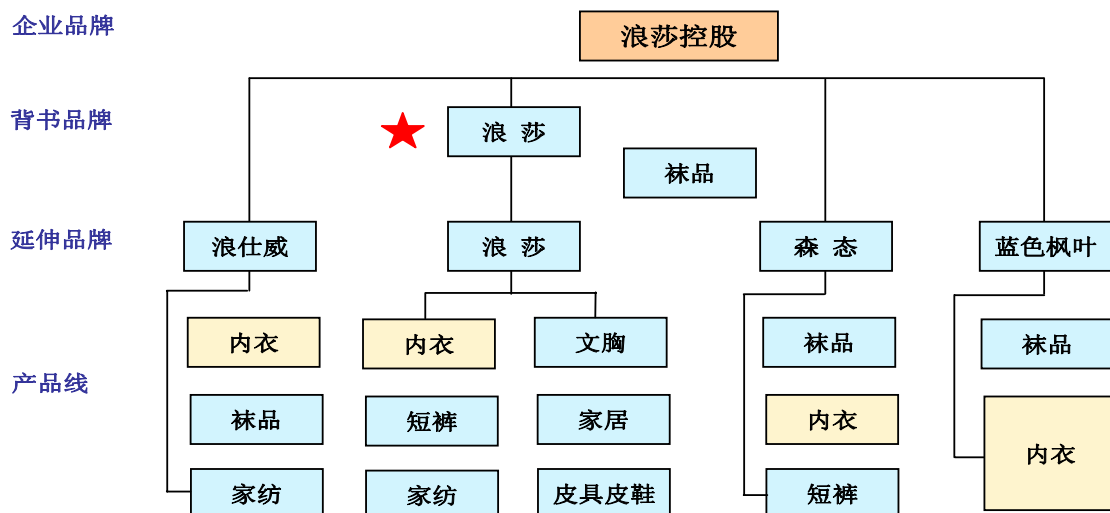 企业品牌
浪莎控股
背书品牌
浪 莎
袜品
延伸品牌
浪仕威
浪 莎
森 态
蓝色枫叶
产品线
内衣
内衣
文胸
袜品
袜品
袜品
短裤
家居
内衣
内衣
家纺
家纺
皮具皮鞋
短裤